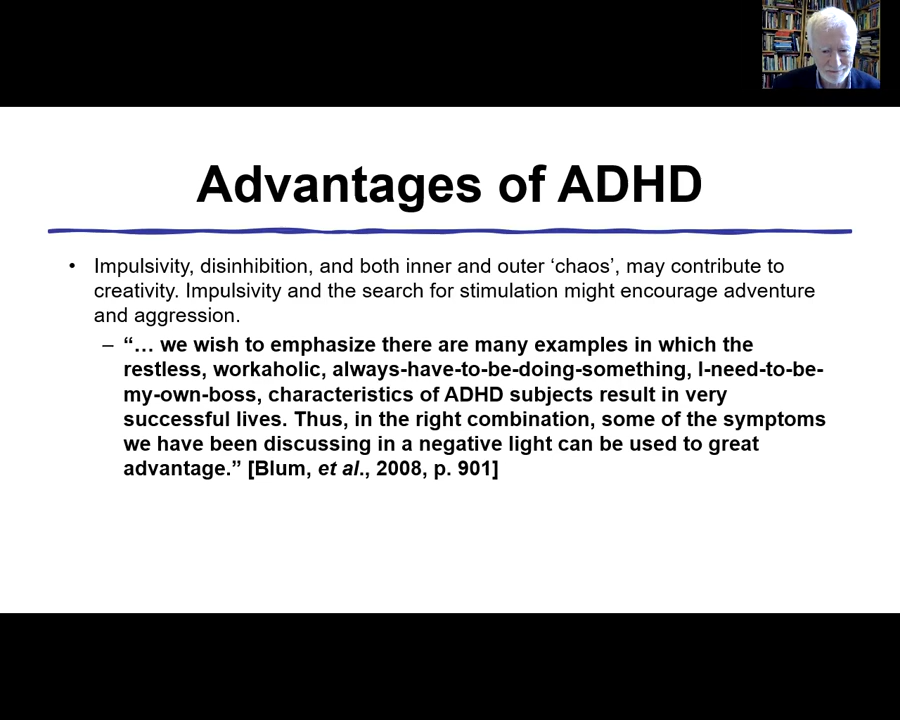 Advantages of ADHD
• Impulsivity, disinhibition, and both inner and outer ‘chaos’, may contribute to
creativity. Impulsivity and the search for stimulation might encourage adventure
and aggression.
– “… we wish to emphasize there are many examples in which the
restless, workaholic, always-have-to-be-doing-something, I-need-to-be-
my-own-boss, characteristics of ADHD subjects result in very
successful lives. Thus, in the right combination, some of the symptoms
we have been discussing in a negative light can be used to great
advantage.” [Blum, et al., 2008, p. 901]